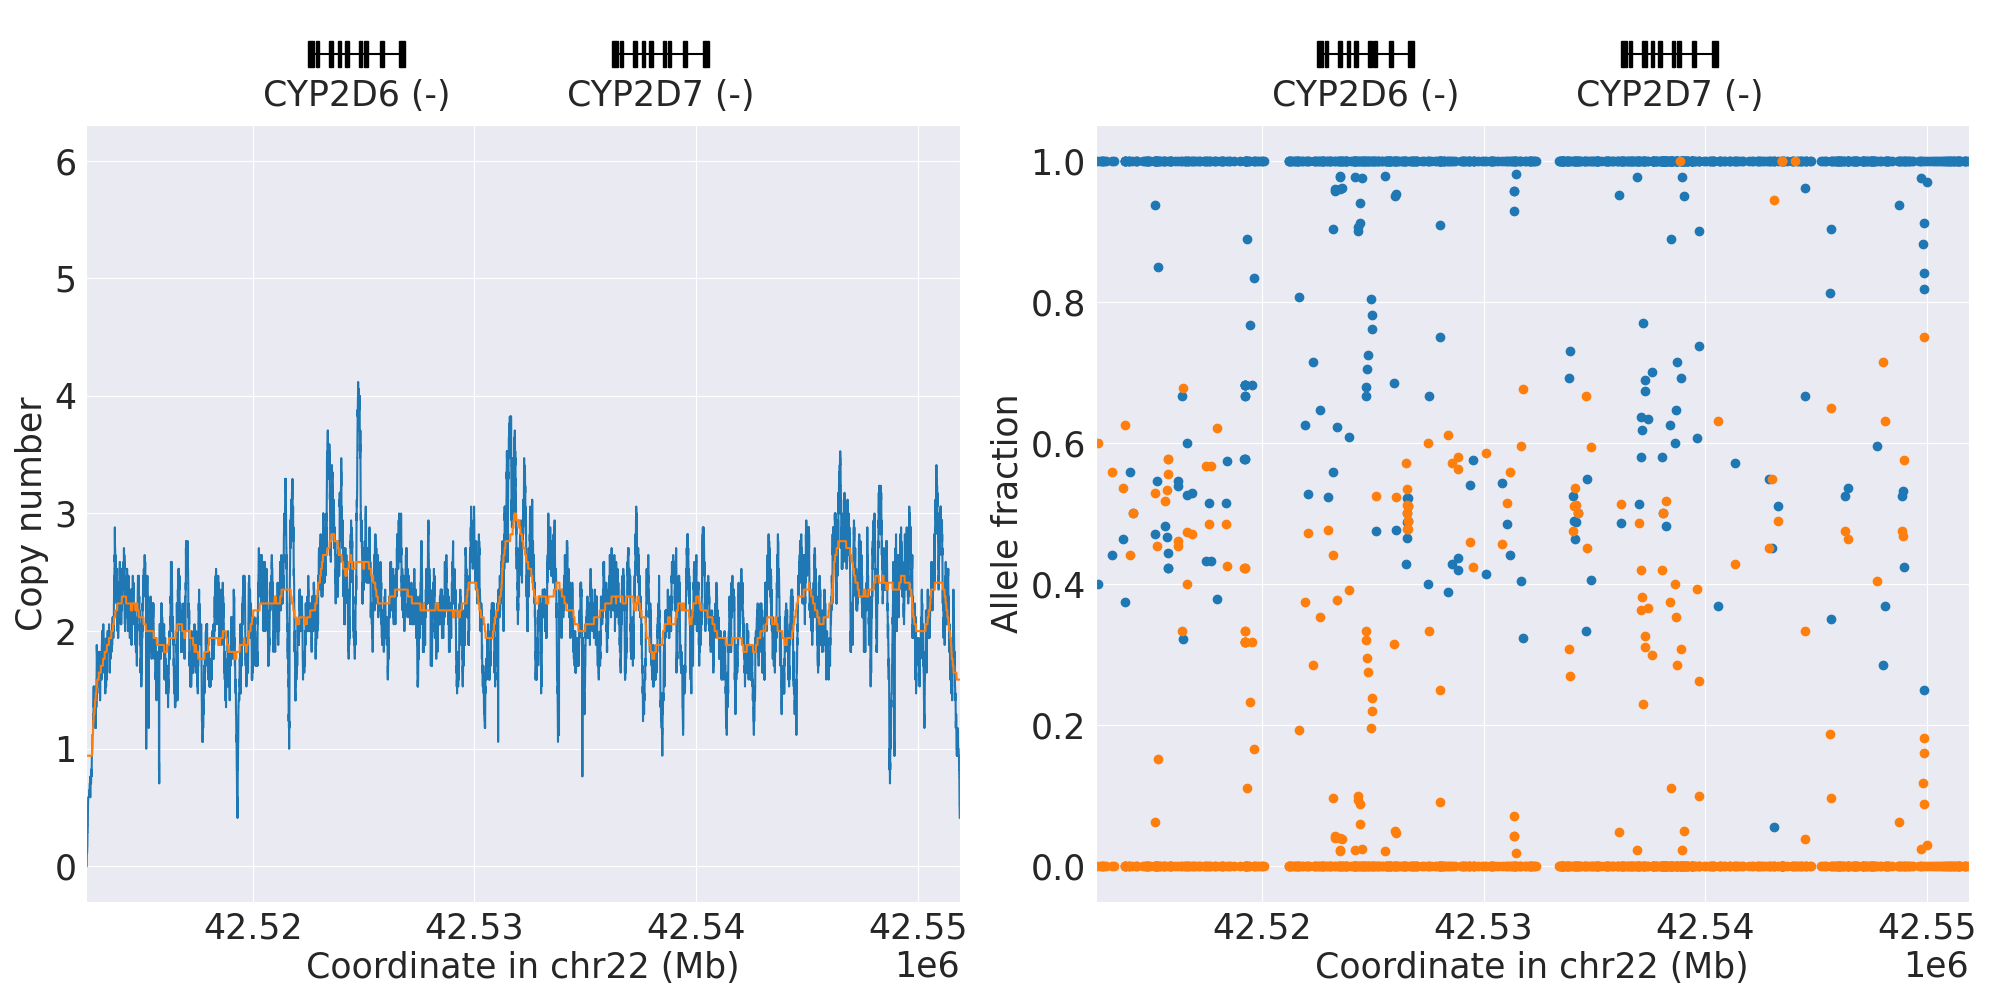 CYP2D6 (-) CYP2D7 (-)
6
5
4
3
2
1
0
Copy number
42.52 42.53 42.54 42.55
1e6
Coordinate in chr22 (Mb)
CYP2D6 (-) CYP2D7 (-)
1.0
0.8
0.6
0.4
0.2
0.0
Allele fraction
42.52 42.53 42.54 42.55
1e6
Coordinate in chr22 (Mb)